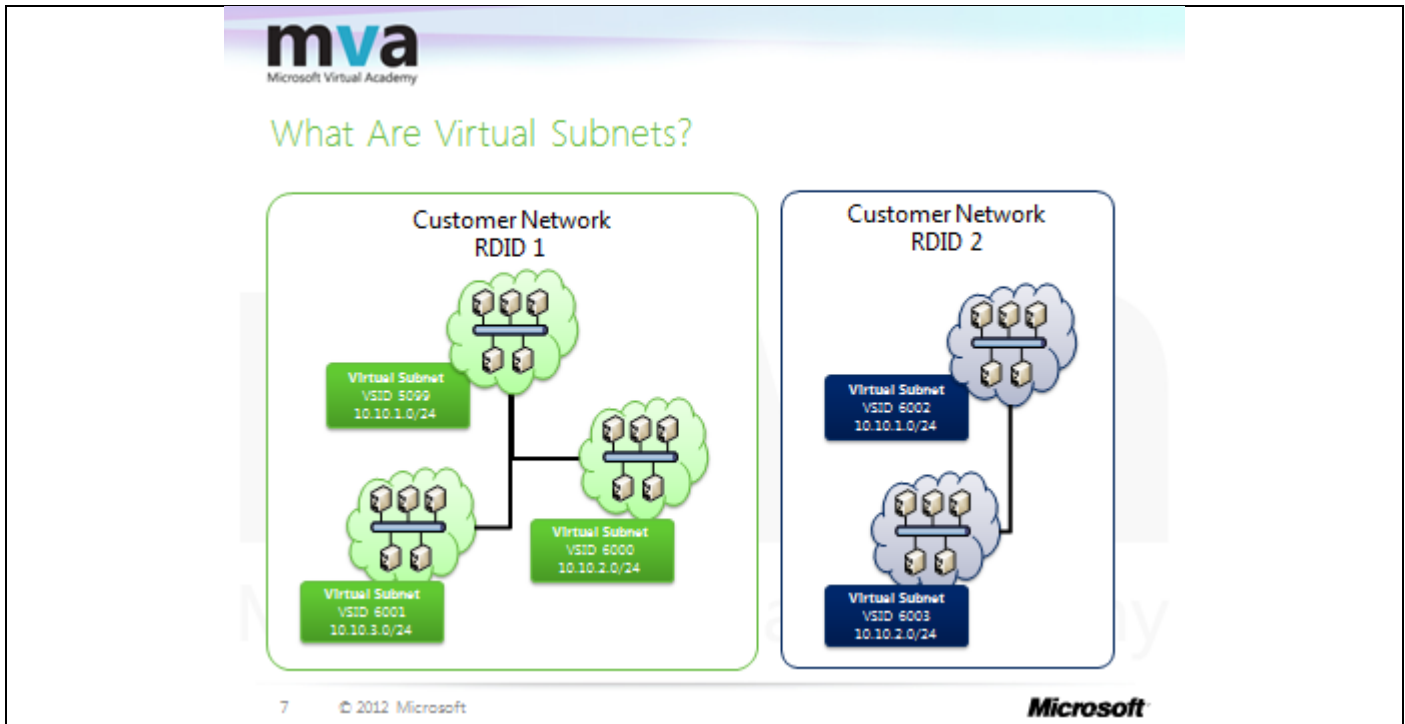 mva
Microsoft Virtual Academy
What Are Virtual Subnets?
Customer Network
RDID 1
Virtual Subnet
VSID 5099
10.10.1.0/24
Virtual Subnet
VSID 6000
10.10.2.0/24
Virtual Subnet
VSID 6001
10.10.3.0/24
Customer Network
RDID 2
Virtual Subnet
VSID 6002
10.10.1.0/24
Virtual Subnet
VSID 6003
10.10.2.0/24
7 © 2012 Microsoft
Microsoft